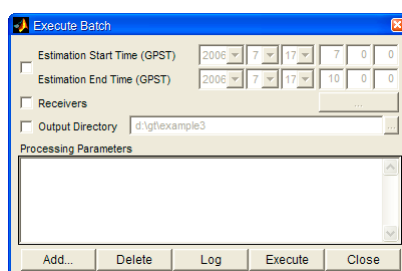 Execute Batch
Estimation Start Time (GPST) 2006 7 17 7 0 0
Estimation End Time (GPST) 2006 7 17 10 0 0
Receivers ...
Output Directory d:\gt\example3 ...
Processing Parameters
Add... Delete Log Execute Close